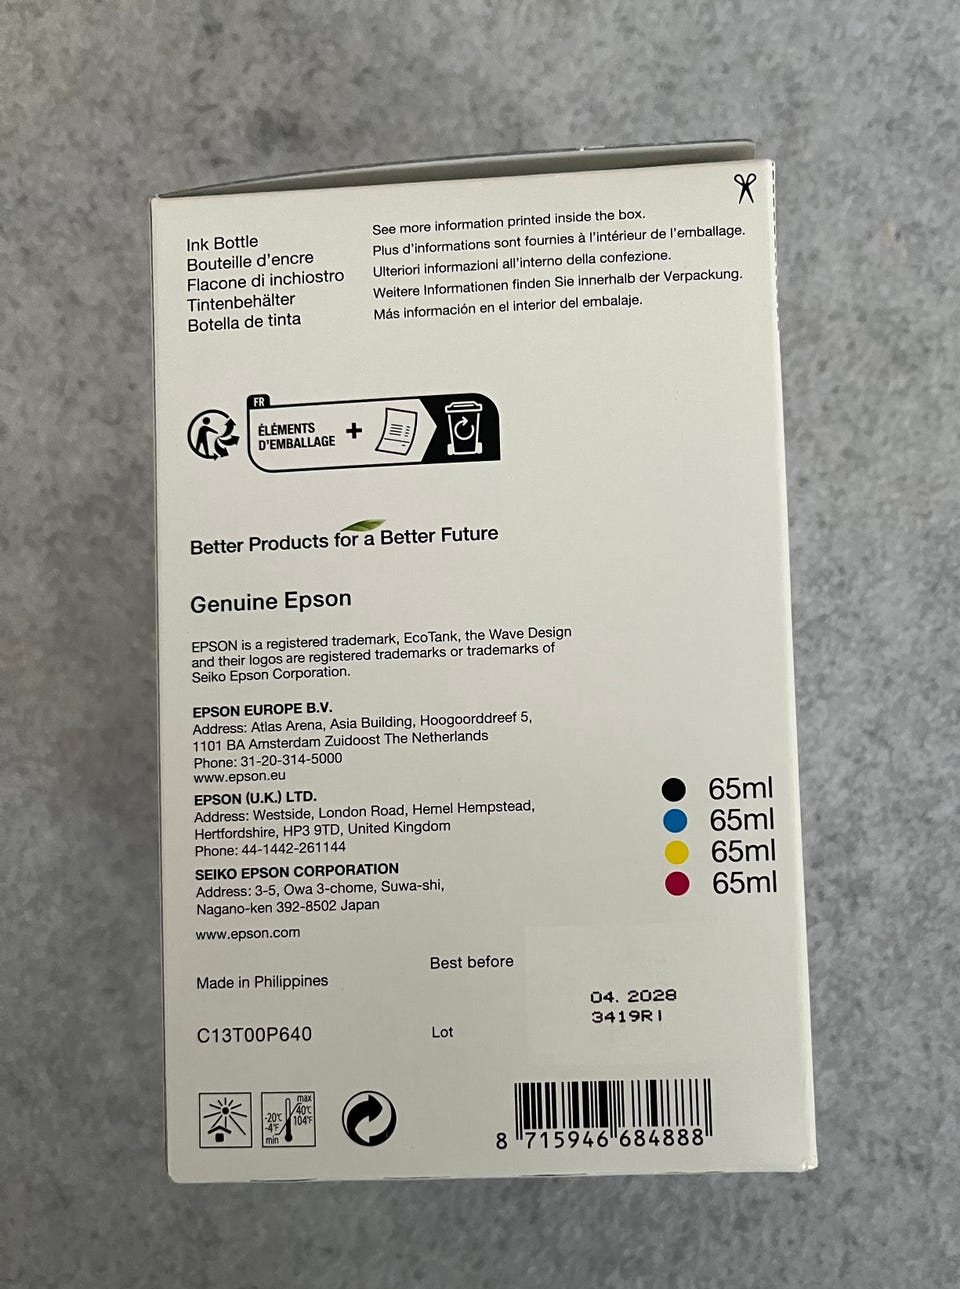 Ink Bottle
Bouteille d'encre
Flacone di inchiostro
Tintenbehälter
Botella de tinta
See more information printed inside the box.
Plus d'informations sont fournies à l'intérieur de l'emballage.
Ulteriori informazioni all'interno della confezione.
Weitere Informationen finden Sie innerhalb der Verpackung.
Más información en el interior del embalaje.
FR
ÉLÉMENTS
D'EMBALLAGE
+
Better Products for a Better Future
Genuine Epson
EPSON is a registered trademark, EcoTank, the Wave Design
and their logos are registered trademarks or trademarks of
Seiko Epson Corporation.
EPSON EUROPE B.V.
Address: Atlas Arena, Asia Building, Hoogoorddreef 5,
1101 BA Amsterdam Zuidoost The Netherlands
Phone: 31-20-314-5000
www.epson.eu
EPSON (U.K.) LTD.
Address: Westside, London Road, Hemel Hempstead,
Hertfordshire, HP3 9TD, United Kingdom
Phone: 44-1442-261144
SEIKO EPSON CORPORATION
Address: 3-5, Owa 3-chome, Suwa-shi,
Nagano-ken 392-8502 Japan
www.epson.com
65ml
65ml
65ml
65ml
Made in Philippines
Best before
04. 2028
3419RI
C13T00P640
Lot
-20℃
-4°F
min
max
40℃
104°F
8 715946 684888